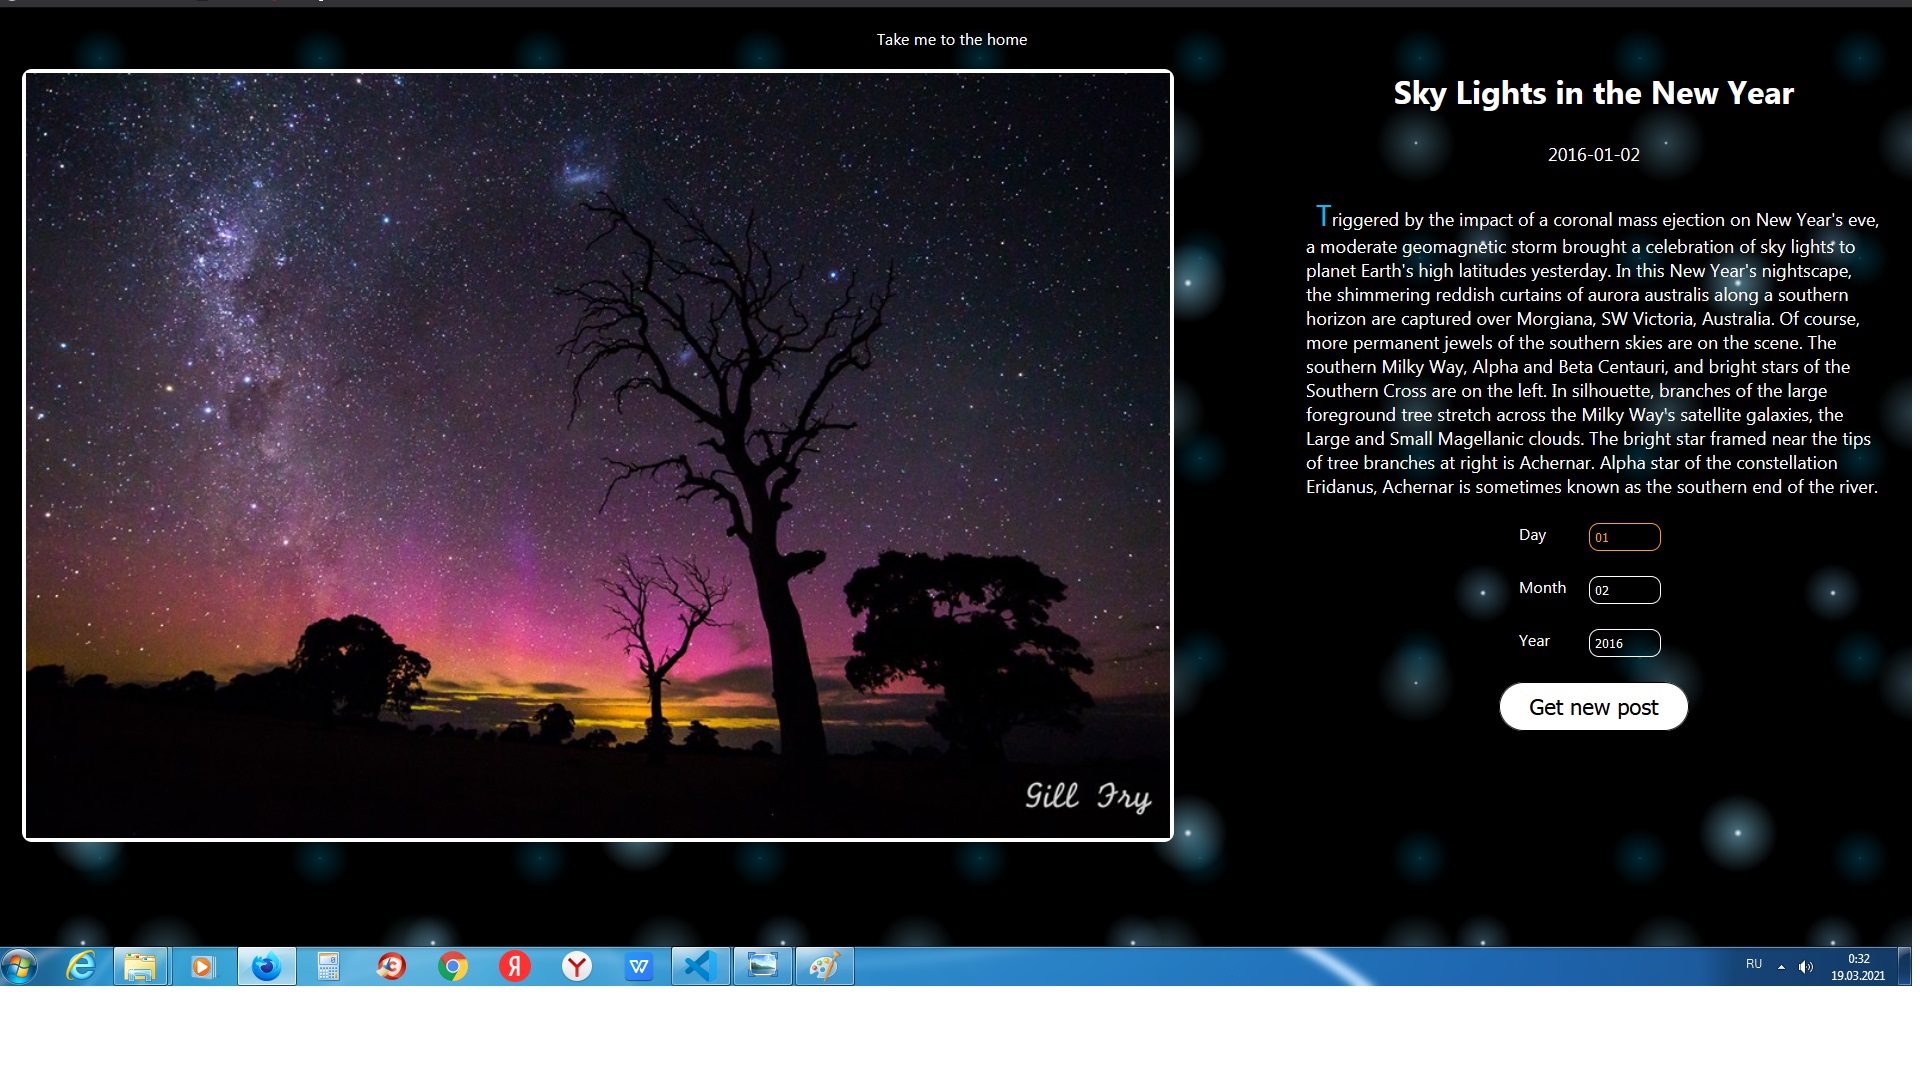 Take me to the home
Sky Lights in the New Year
2016-01-02
Triggered by the impact of a coronal mass ejection on New Year's eve,
a moderate geomagnetic storm brought a celebration of sky lights to
planet Earth's high latitudes yesterday. In this New Year's nightscape,
the shimmering reddish curtains of aurora australis along a southern
horizon are captured over Morgiana, SW Victoria, Australia. Of course,
more permanent jewels of the southern skies are on the scene. The
southern Milky Way, Alpha and Beta Centauri, and bright stars of the
Southern Cross are on the left. In silhouette, branches of the large
foreground tree stretch across the Milky Way's satellite galaxies, the
Large and Small Magellanic clouds. The bright star framed near the tips
of tree branches at right is Achernar. Alpha star of the constellation
Eridanus, Achernar is sometimes known as the southern end of the river.
Day 01
Month 02
Year 2016
Get new post
Gill Fry
RU
0:32
19.03.2021